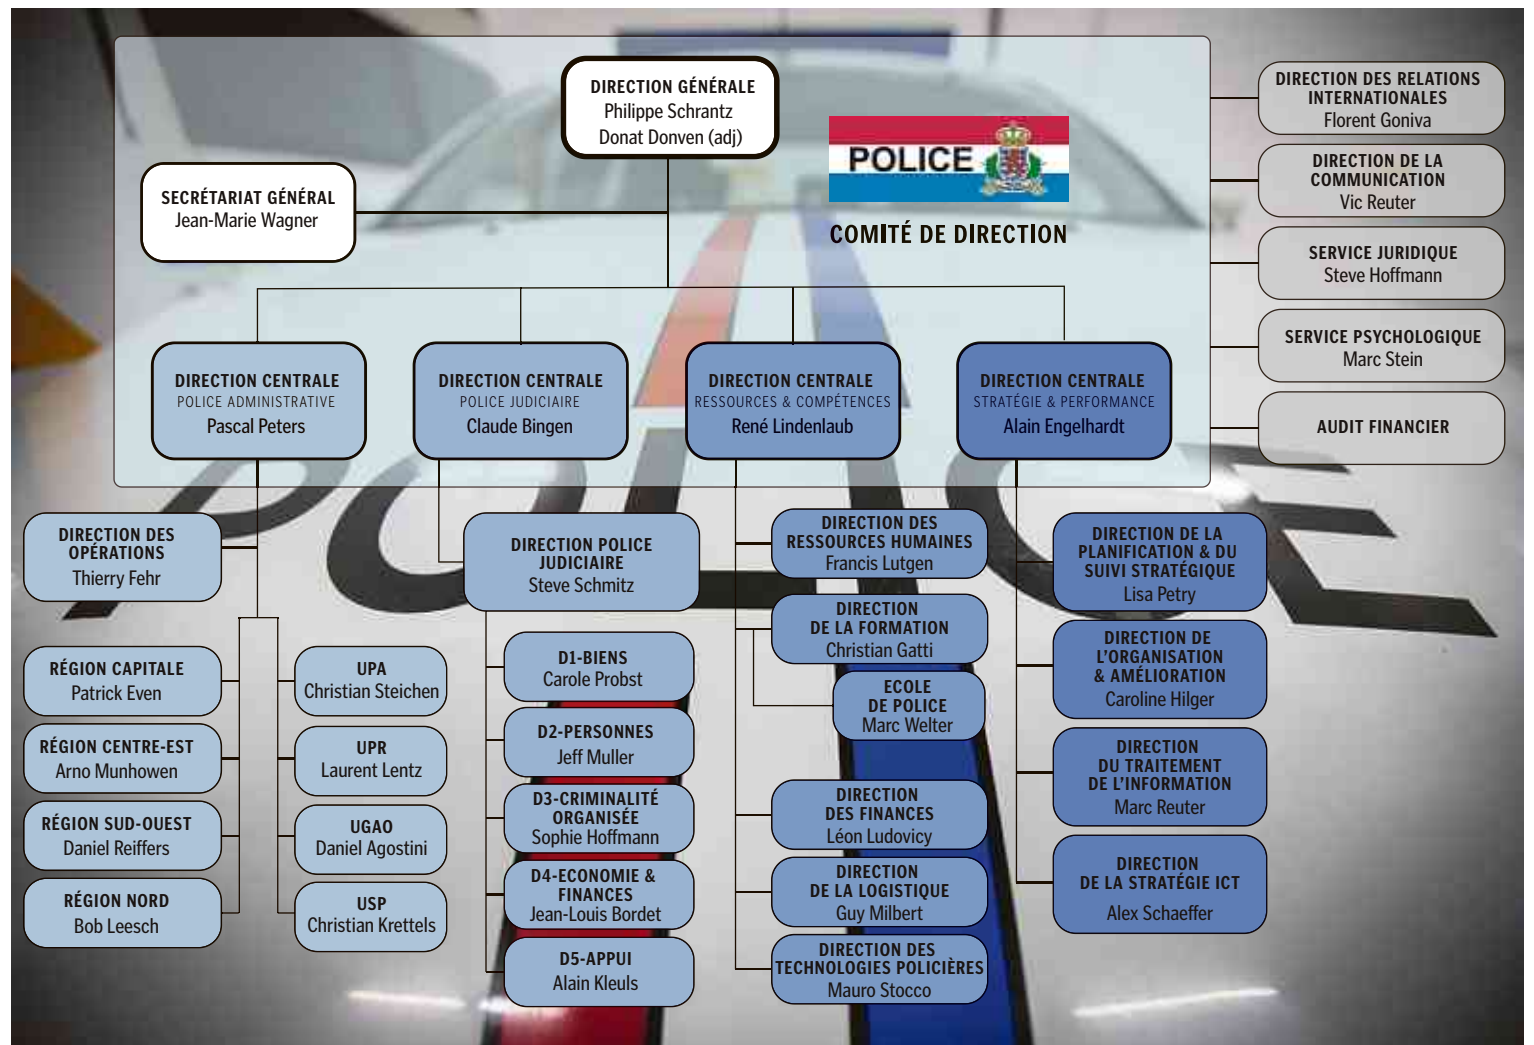 DIRECTION GÉNÉRALE
Philippe Schrantz
Donat Donven (adj)
SECRÉTARIAT GÉNÉRAL
Jean-Marie Wagner
POLICE
COMITÉ DE DIRECTION
DIRECTION DES RELATIONS
INTERNATIONALES
Florent Goniva
DIRECTION DE LA
COMMUNICATION
Vic Reuter
SERVICE JURIDIQUE
Steve Hoffmann
SERVICE PSYCHOLOGIQUE
Marc Stein
AUDIT FINANCIER
DIRECTION CENTRALE
POLICE ADMINISTRATIVE
Pascal Peters
DIRECTION CENTRALE
POLICE JUDICIAIRE
Claude Bingen
DIRECTION CENTRALE
RESSOURCES & COMPÉTENCES
René Lindenlaub
DIRECTION CENTRALE
STRATÉGIE & PERFORMANCE
Alain Engelhardt
POLICE
DIRECTION DES
OPÉRATIONS
Thierry Fehr
RÉGION CAPITALE
Patrick Even
RÉGION CENTRE-EST
Arno Munhowen
RÉGION SUD-OUEST
Daniel Reiffers
RÉGION NORD
Bob Leesch
UPA
Christian Steichen
UPR
Laurent Lentz
UGAO
Daniel Agostini
USP
Christian Krettels
DIRECTION POLICE
JUDICIAIRE
Steve Schmitz
D1-BIENS
Carole Probst
D2-PERSONNES
Jeff Muller
D3-CRIMINALITÉ
ORGANISÉE
Sophie Hoffmann
D4-ECONOMIE &
FINANCES
Jean-Louis Bordet
D5-APPUI
Alain Kleuls
DIRECTION DES
RESSOURCES HUMAINES
Francis Lutgen
DIRECTION
DE LA FORMATION
Christian Gatti
ECOLE
DE POLICE
Marc Welter
DIRECTION
DES FINANCES
Léon Ludovicy
DIRECTION
DE LA LOGISTIQUE
Guy Milbert
DIRECTION DES
TECHNOLOGIES POLICIÈRES
Mauro Stocco
DIRECTION DE LA
PLANIFICATION & DU
SUIVI STRATÉGIQUE
Lisa Petry
DIRECTION DE
L'ORGANISATION
& AMÉLIORATION
Caroline Hilger
DIRECTION
DU TRAITEMENT
DE L'INFORMATION
Marc Reuter
DIRECTION
DE LA STRATÉGIE ICT
Alex Schaeffer